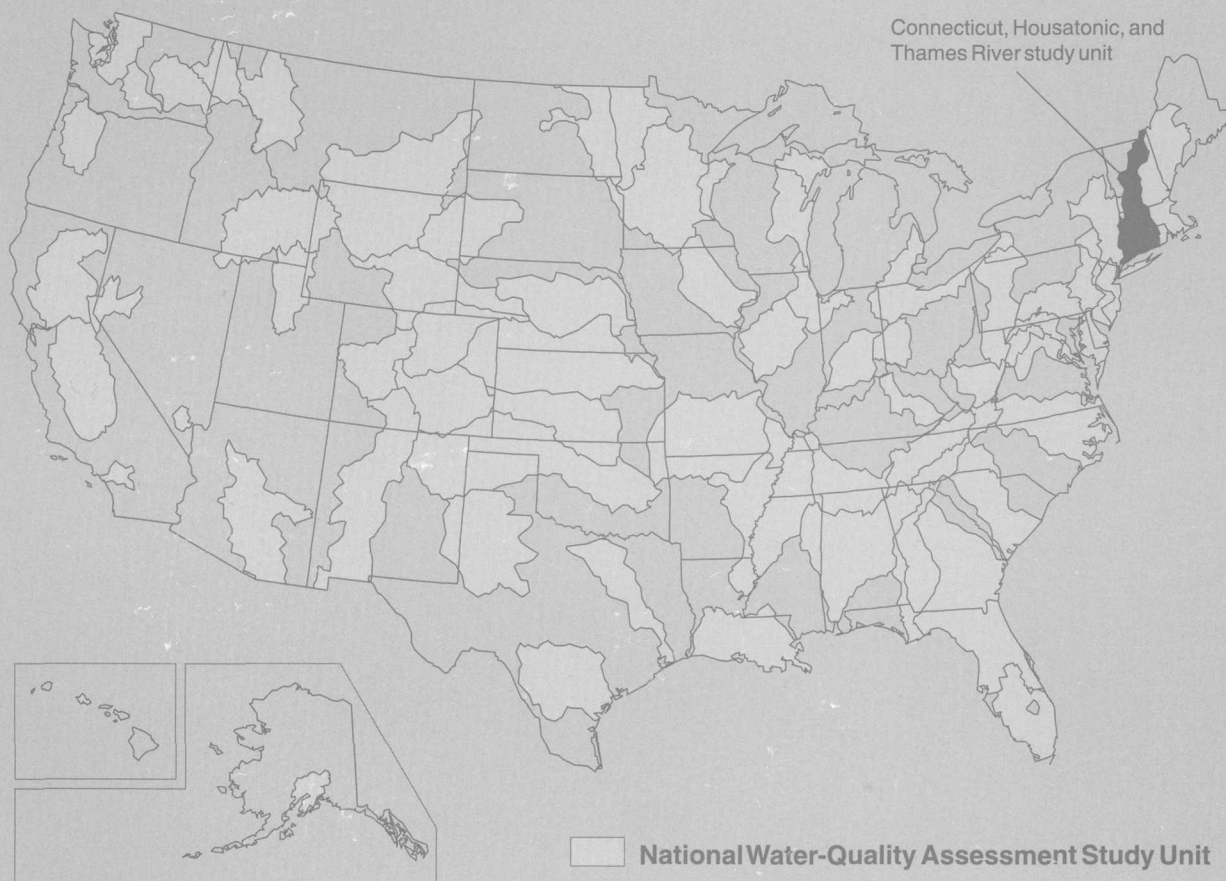 Connecticut, Housatonic, and
Thames River study unit
National Water-Quality Assessment Study Unit